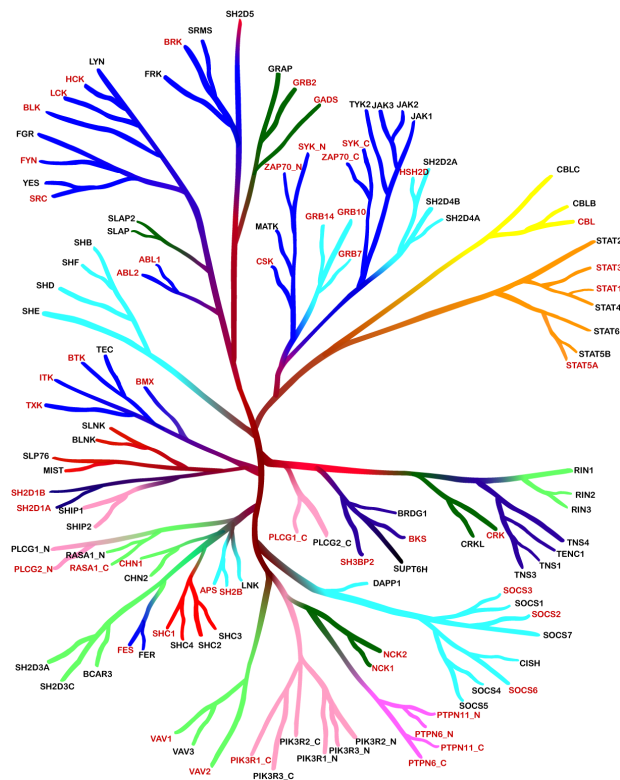 SH2D5
SRMS
BRK
LYN
FRK
HCK
LCK
BLK
FGR
FYN
YES
SRC
GRAP
GRB2
GADS
TYK2
JAK3
JAK2
JAK1
SYK_N
SYK_C
ZAP70_N
ZAP70_C
SH2D2A
HSH2D
SH2D4B
SH2D4A
CBLC
CBLB
CBL
STAT2
STAT3
STAT1
STAT4
STAT6
STAT5B
STAT5A
SLAP2
SLAP
GRB14
GRB10
GRB7
MATK
CSK
SHB
SHF
SHD
SHE
ABL1
ABL2
TEC
BTK
ITK
BMX
TXK
SLNK
BLNK
SLP76
MIST
SH2D1B
SH2D1A
SHIP1
SHIP2
PLCG1_N
RASA1_N
PLCG2_N
RASA1_C
CHN1
CHN2
APS
SH2B
LNK
PLCG1_C
PLCG2_C
SH3BP2
BRDG1
BKS
SUPT6H
CRKL
CRK
RIN1
RIN2
RIN3
TNS4
TENC1
TNS1
TNS3
DAPP1
SOCS3
SOCS1
SOCS2
SOCS7
CISH
SOCS6
SOCS4
SOCS5
SHC1
SHC4
SHC2
SHC3
FES
FER
SH2D3A
BCAR3
SH2D3C
NCK2
NCK1
PTPN11_N
PTPN6_N
PTPN11_C
PTPN6_C
VAV1
VAV3
VAV2
PIK3R1_C
PIK3R2_C
PIK3R3_C
PIK3R1_N
PIK3R3_N
PIK3R2_N